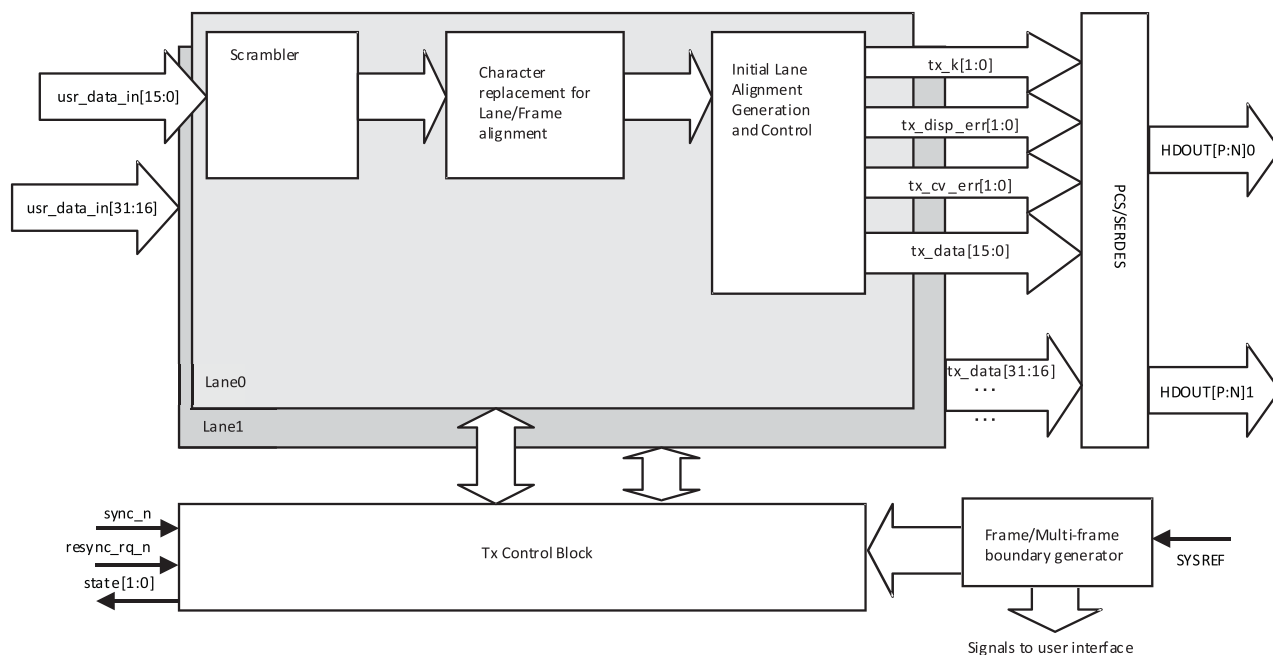 Scrambler
usr_data_in[15:0]
Character
replacement for
Lane/Frame
alignment
Initial Lane
Alignment
Generation
and Control
tx_k[1:0]
tx_disp_err[1:0]
tx_cv_err[1:0]
tx_data[15:0]
usr_data_in[31:16]
PCS/SERDES
HDOUT[P:N]0
Lane0
Lane1
tx_data[31:16]
...
...
HDOUT[P:N]1
sync_n
resync_rq_n
state[1:0]
Tx Control Block
Frame/Multi-frame
boundary generator
SYSREF
Signals to user interface